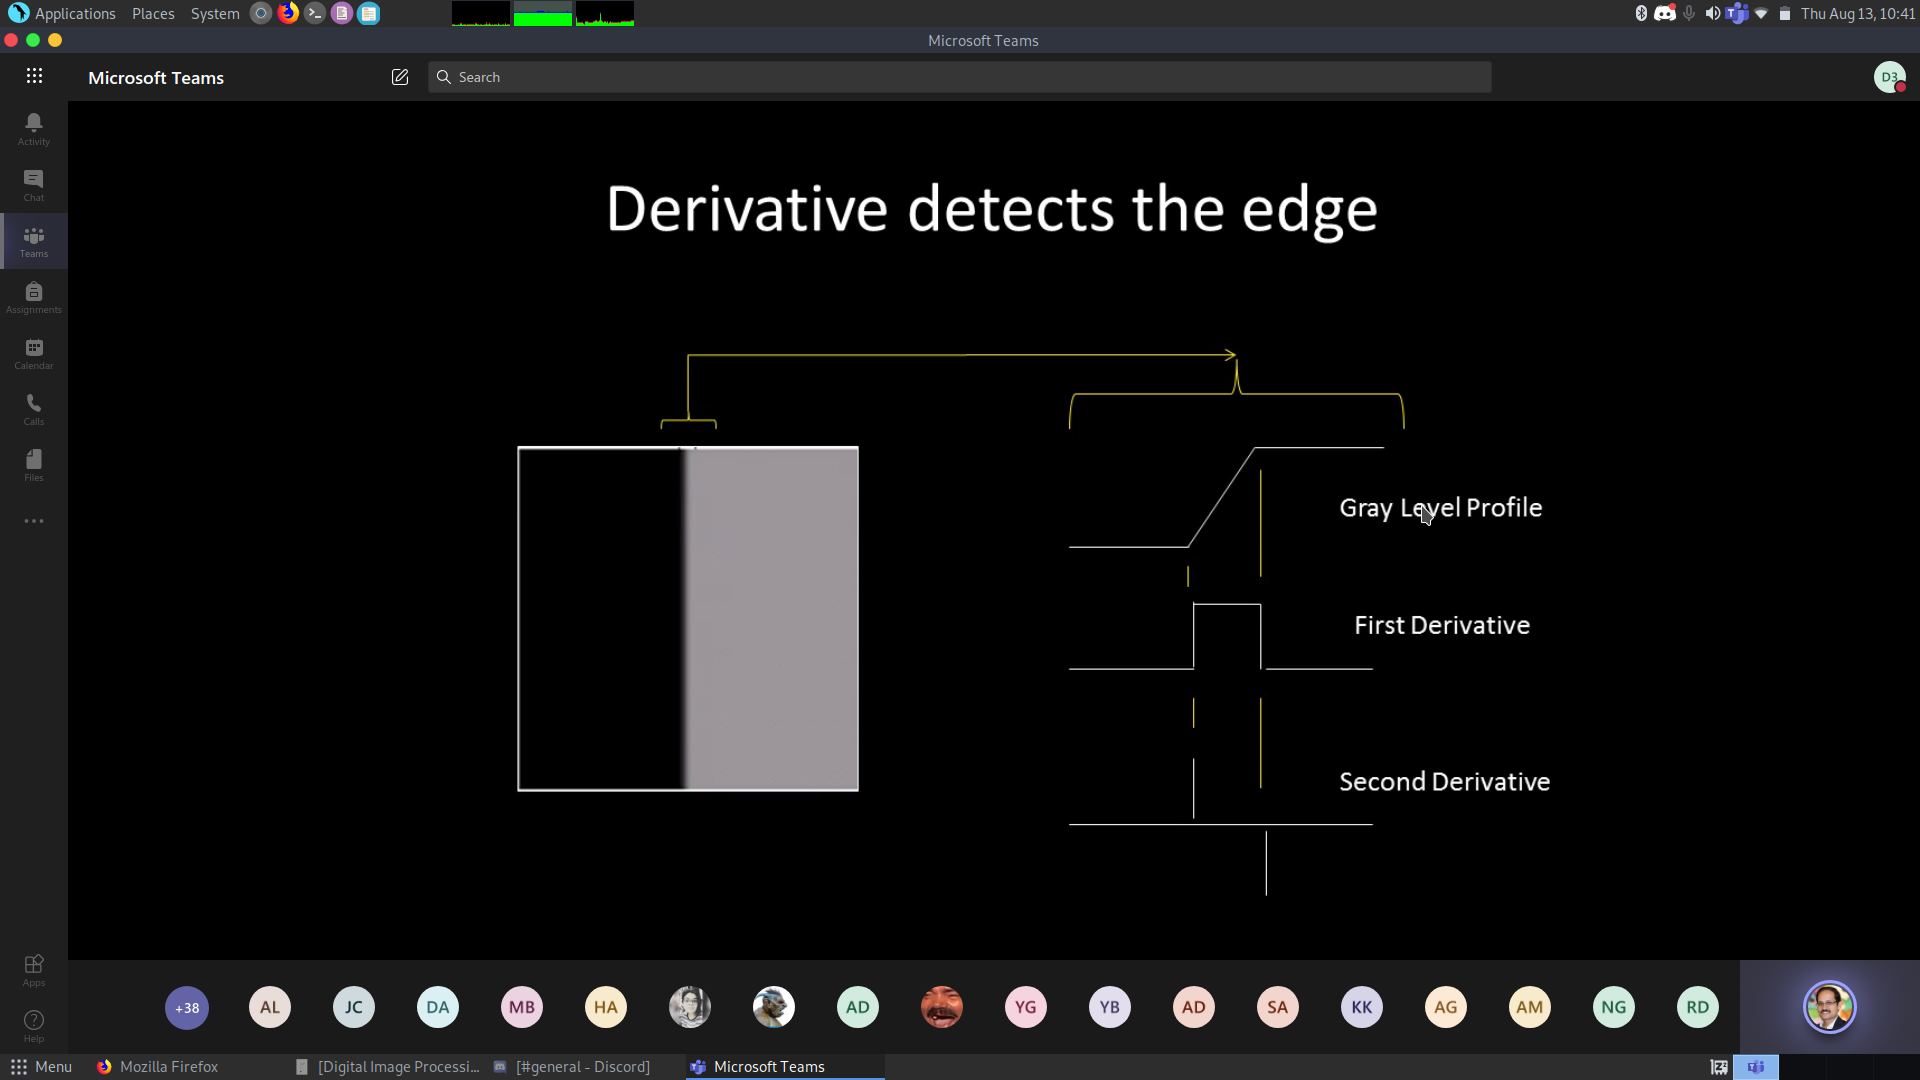 Applications Places System Thu Aug 13, 10:41
Microsoft Teams
Microsoft Teams Search D3
Activity
Chat
Teams
Assignments
Calendar
Calls
Files
Apps
Help
Derivative detects the edge
Gray Level Profile
First Derivative
Second Derivative
+38 AL JC DA MB HA AD YG YB AD SA KK AG AM NG RD
Menu Mozilla Firefox [Digital Image Processi... [#general - Discord] Microsoft Teams